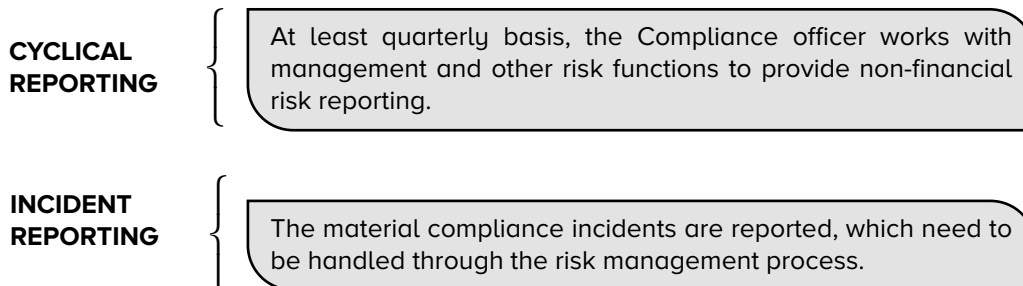 CYCLICAL
REPORTING
At least quarterly basis, the Compliance officer works with
management and other risk functions to provide non-financial
risk reporting.
INCIDENT
REPORTING
The material compliance incidents are reported, which need to
be handled through the risk management process.